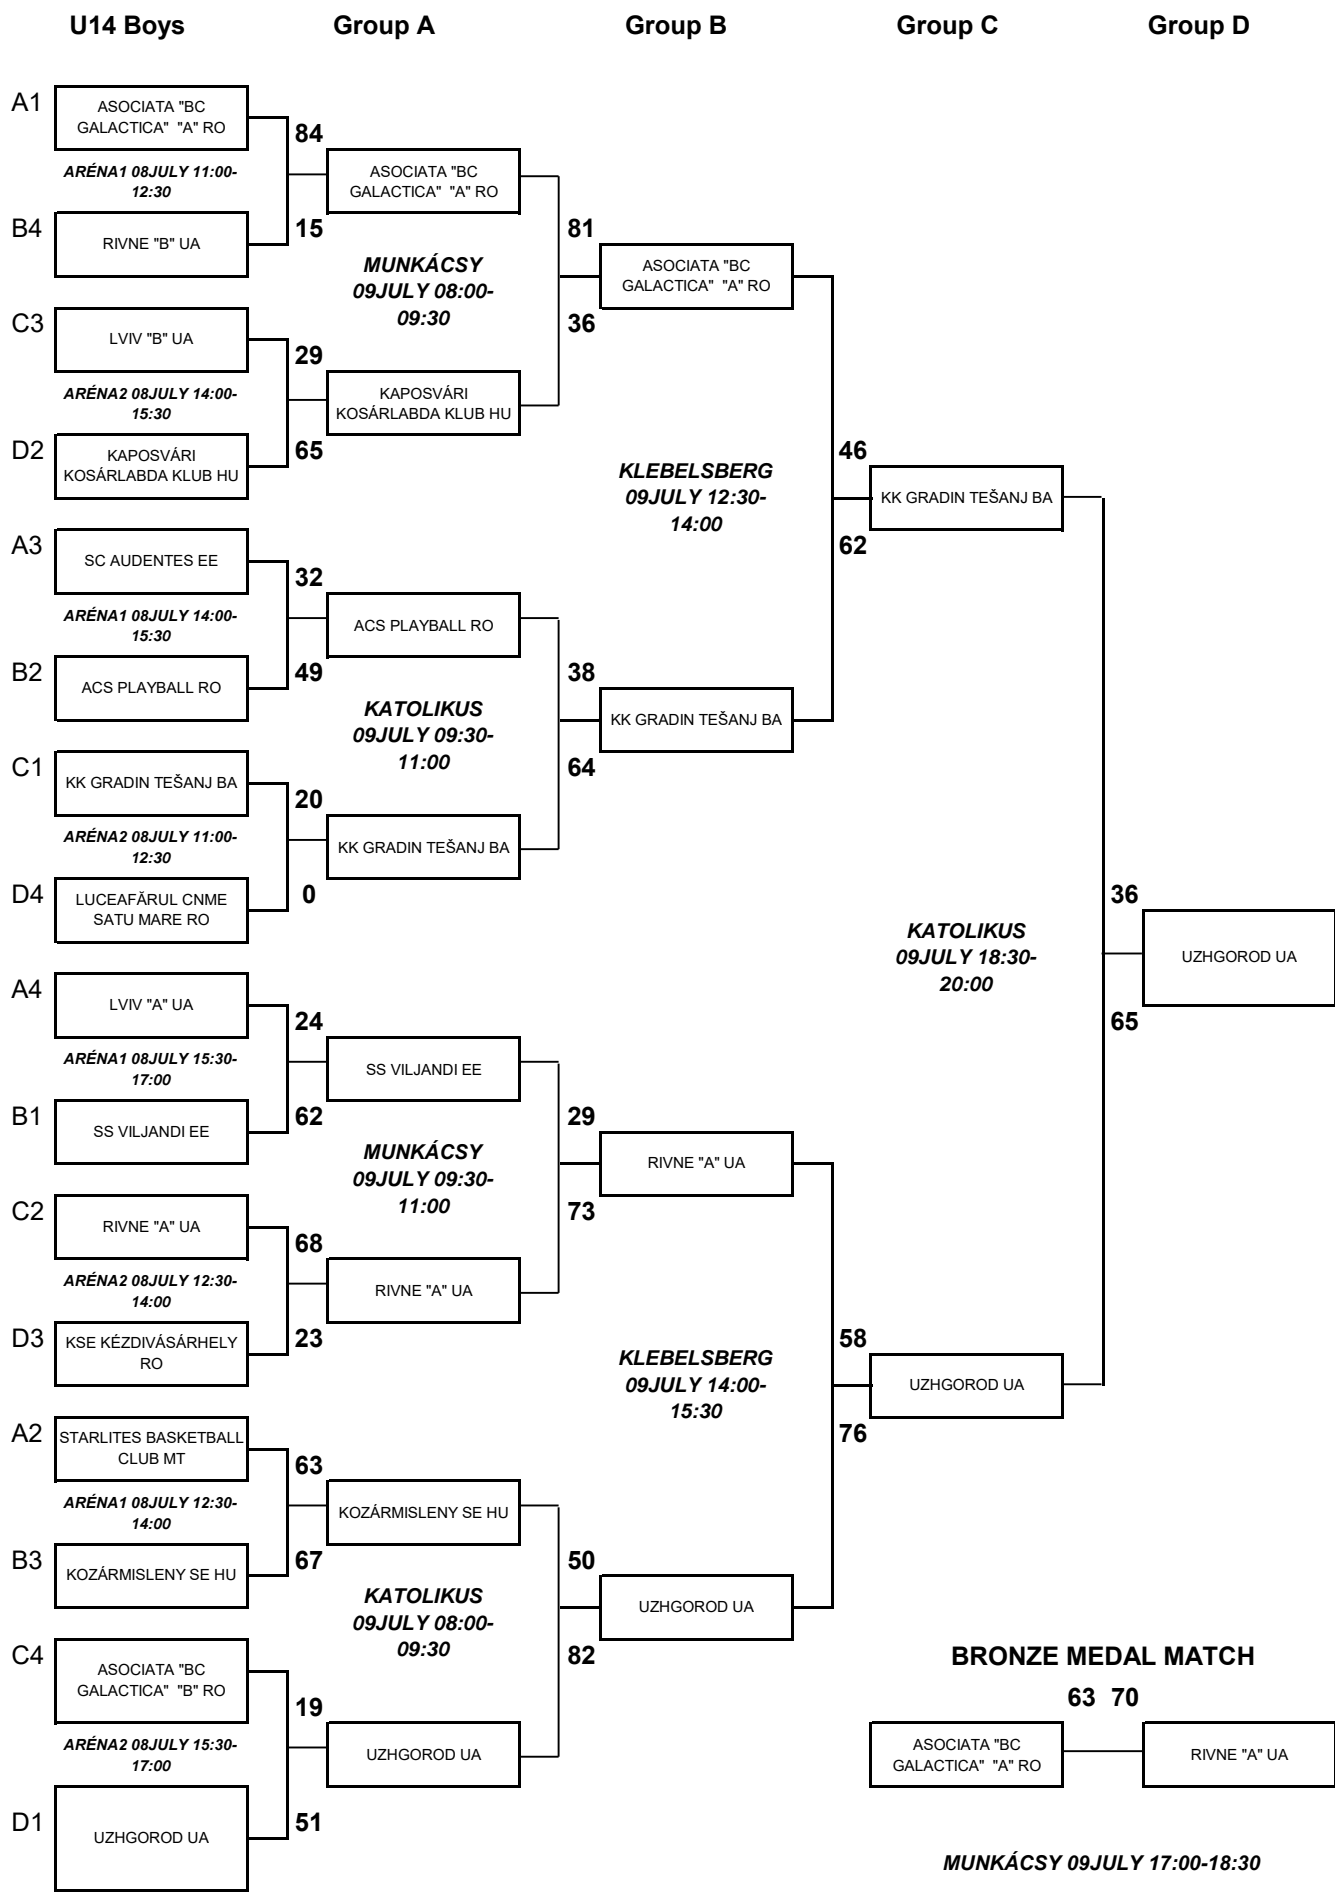 U14 Boys Group A Group B Group C Group D
A1
ASOCIATA "BC
GALACTICA" "A" RO
84
ARÉNA1 08JULY 11:00-
12:30
ASOCIATA "BC
GALACTICA" "A" RO
B4
RIVNE "B" UA
15
81
MUNKÁCSY
09JULY 08:00-
09:30
ASOCIATA "BC
GALACTICA" "A" RO
C3
LVIV "B" UA
36
29
ARÉNA2 08JULY 14:00-
15:30
KAPOSVÁRI
KOSÁRLABDA KLUB HU
D2
KAPOSVÁRI
KOSÁRLABDA KLUB HU
65
46
KLEBELSBERG
09JULY 12:30-
14:00
KK GRADIN TEŠANJ BA
A3
SC AUDENTES EE
62
32
ARÉNA1 08JULY 14:00-
15:30
ACS PLAYBALL RO
B2
ACS PLAYBALL RO
49
38
KATOLIKUS
09JULY 09:30-
11:00
KK GRADIN TEŠANJ BA
C1
KK GRADIN TEŠANJ BA
64
20
ARÉNA2 08JULY 11:00-
12:30
KK GRADIN TEŠANJ BA
D4
LUCEAFĂRUL CNME
SATU MARE RO
0
36
KATOLIKUS
09JULY 18:30-
20:00
UZHGOROD UA
A4
LVIV "A" UA
24
65
ARÉNA1 08JULY 15:30-
17:00
SS VILJANDI EE
B1
SS VILJANDI EE
62
29
MUNKÁCSY
09JULY 09:30-
11:00
RIVNE "A" UA
C2
RIVNE "A" UA
73
68
ARÉNA2 08JULY 12:30-
14:00
RIVNE "A" UA
D3
KSE KÉZDIVÁSÁRHELY
RO
23
58
KLEBELSBERG
09JULY 14:00-
15:30
UZHGOROD UA
A2
STARLITES BASKETBALL
CLUB MT
76
63
ARÉNA1 08JULY 12:30-
14:00
KOZÁRMISLENY SE HU
B3
KOZÁRMISLENY SE HU
67
50
KATOLIKUS
09JULY 08:00-
09:30
UZHGOROD UA
C4
ASOCIATA "BC
GALACTICA" "B" RO
82
BRONZE MEDAL MATCH
19
63 70
ARÉNA2 08JULY 15:30-
17:00
UZHGOROD UA
ASOCIATA "BC
GALACTICA" "A" RO
RIVNE "A" UA
D1
UZHGOROD UA
51
MUNKÁCSY 09JULY 17:00-18:30